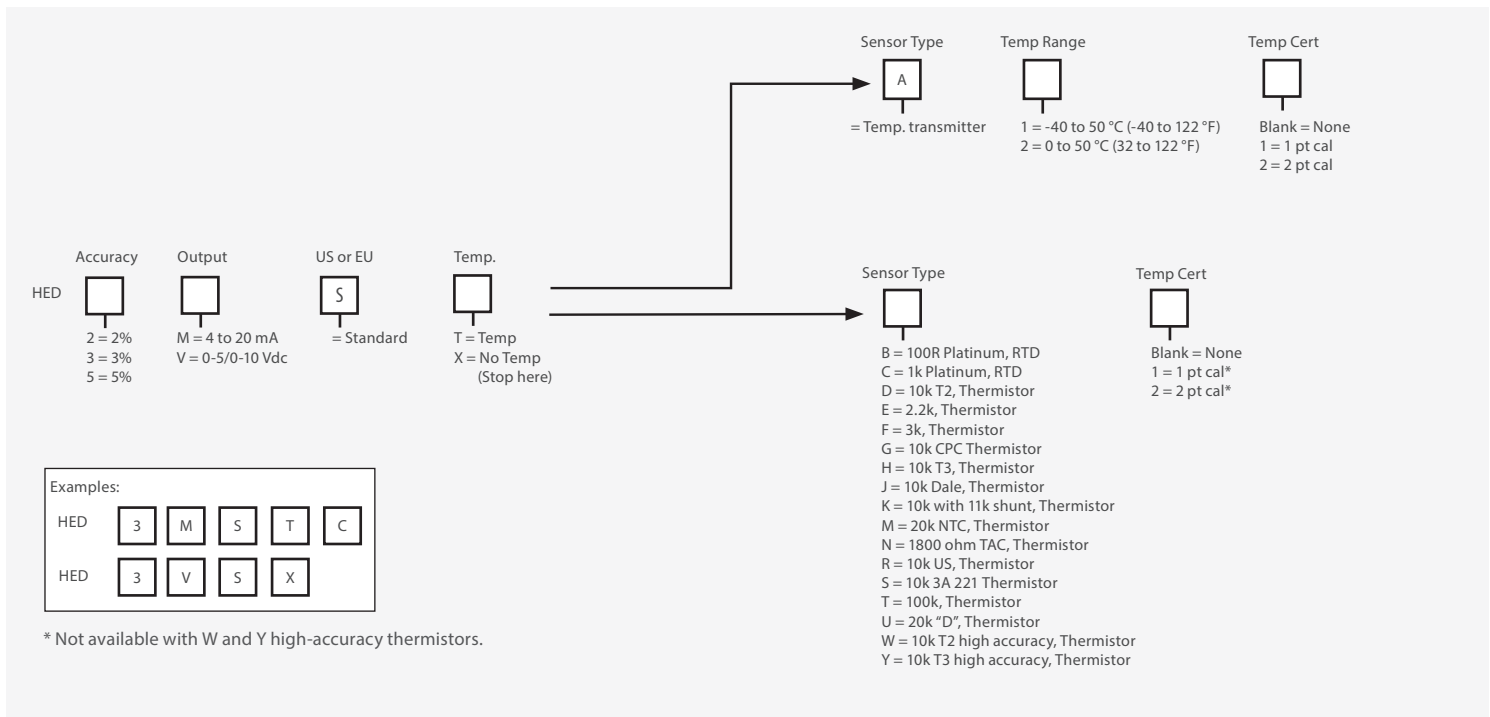 Sensor Type Temp Range Temp Cert
A
= Temp. transmitter
1 = -40 to 50 °C (-40 to 122 °F)
2 = 0 to 50 °C (32 to 122 °F)
Blank = None
1 = 1 pt cal
2 = 2 pt cal
Accuracy Output US or EU Temp.
HED S
2 = 2%
3 = 3%
5 = 5%
M = 4 to 20 mA
V = 0-5/0-10 Vdc
= Standard
T = Temp
X = No Temp
(Stop here)
Sensor Type Temp Cert
B = 100R Platinum, RTD
C = 1k Platinum, RTD
D = 10k T2, Thermistor
E = 2.2k, Thermistor
F = 3k, Thermistor
G = 10k CPC Thermistor
H = 10k T3, Thermistor
J = 10k Dale, Thermistor
K = 10k with 11k shunt, Thermistor
M = 20k NTC, Thermistor
N = 1800 ohm TAC, Thermistor
R = 10k US, Thermistor
S = 10k 3A 221 Thermistor
T = 100k, Thermistor
U = 20k “D”, Thermistor
W = 10k T2 high accuracy, Thermistor
Y = 10k T3 high accuracy, Thermistor
Blank = None
1 = 1 pt cal*
2 = 2 pt cal*
Examples:
HED 3 M S T C
HED 3 V S X
* Not available with W and Y high-accuracy thermistors.